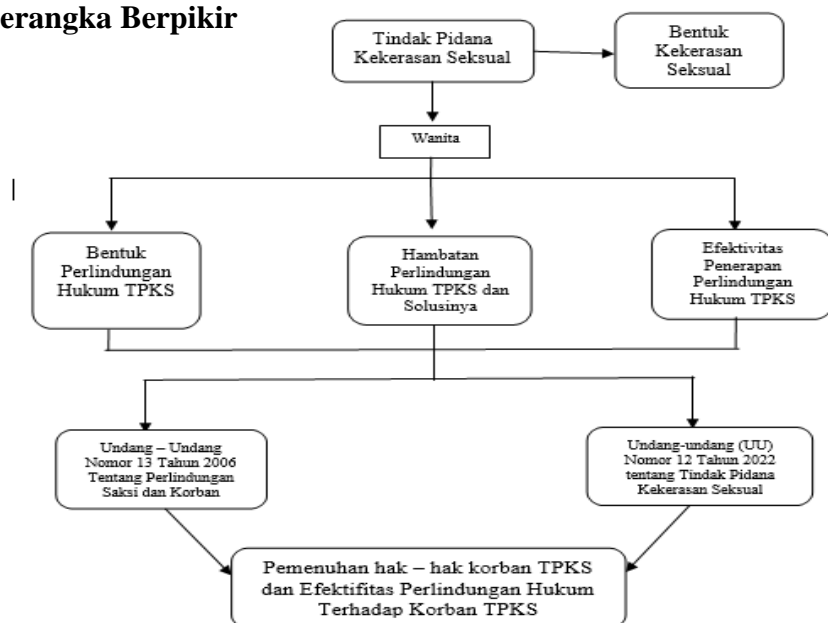 erangka Berpikir
Tindak Pidana
Kekerasan Seksual
Bentuk
Kekerasan
Seksual
Wanita
Bentuk
Perlindungan
Hukum TPKS
Hambatan
Perlindungan
Hukum TPKS dan
Solusinya
Efektivitas
Penerapan
Perlindungan
Hukum TPKS
Undang – Undang
Nomor 13 Tahun 2006
Tentang Perlindungan
Saksi dan Korban
Undang-undang (UU)
Nomor 12 Tahun 2022
tentang Tindak Pidana
Kekerasan Seksual
Pemenuhan hak – hak korban TPKS
dan Efektifitas Perlindungan Hukum
Terhadap Korban TPKS